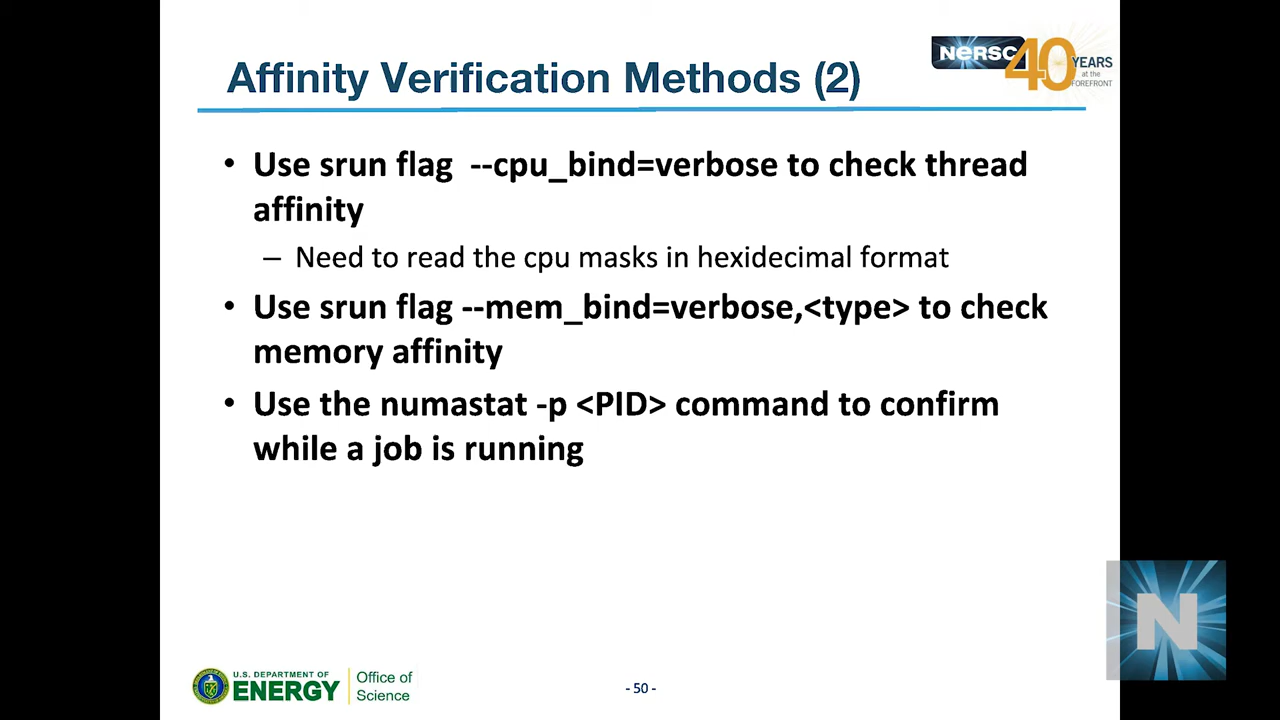 Affinity Verification Methods (2)
NERSC 40 YEARS
at the
FOREFRONT
• Use srun flag --cpu_bind=verbose to check thread
affinity
– Need to read the cpu masks in hexidecimal format
• Use srun flag --mem_bind=verbose,<type> to check
memory affinity
• Use the numastat -p <PID> command to confirm
while a job is running
N
U.S. DEPARTMENT OF
ENERGY
Office of
Science
- 50 -